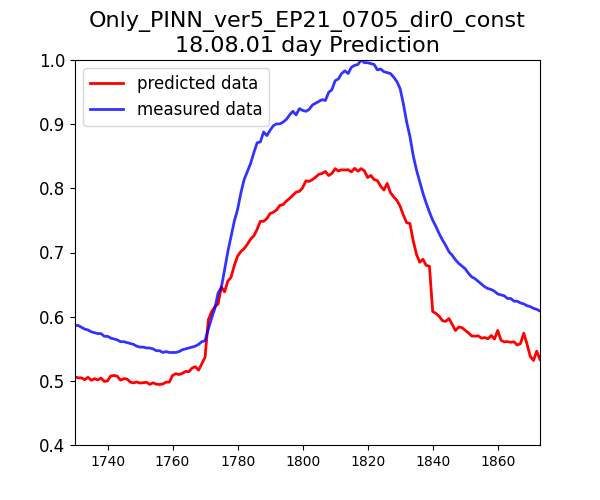 Only_PINN_ver5_EP21_0705_dir0_const
18.08.01 day Prediction
predicted data
measured data
1.0
0.9
0.8
0.7
0.6
0.5
0.4
1740 1760 1780 1800 1820 1840 1860